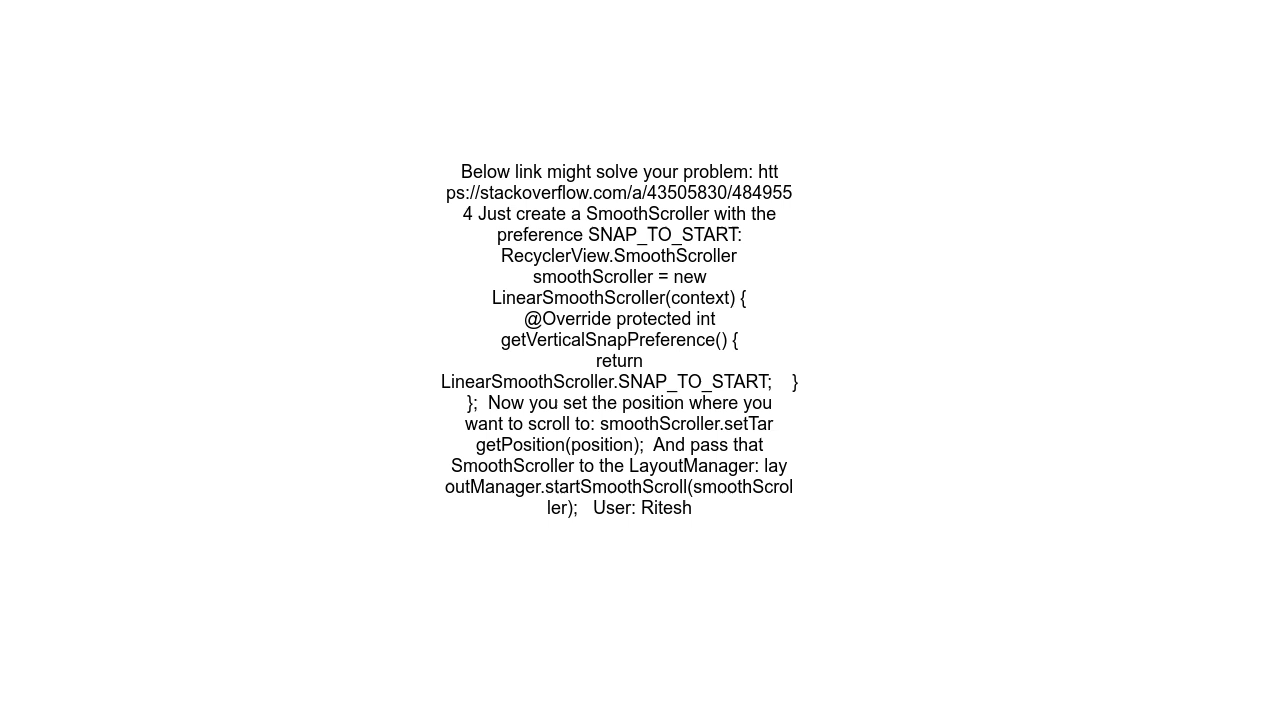 Below link might solve your problem: htt
ps://stackoverflow.com/a/43505830/484955
4 Just create a SmoothScroller with the
preference SNAP_TO_START:
RecyclerView.SmoothScroller
smoothScroller = new
LinearSmoothScroller(context) {
@Override protected int
getVerticalSnapPreference() {
return
LinearSmoothScroller.SNAP_TO_START;    }
};  Now you set the position where you
want to scroll to: smoothScroller.setTar
getPosition(position);  And pass that
SmoothScroller to the LayoutManager: lay
outManager.startSmoothScroll(smoothScrol
ler);   User: Ritesh